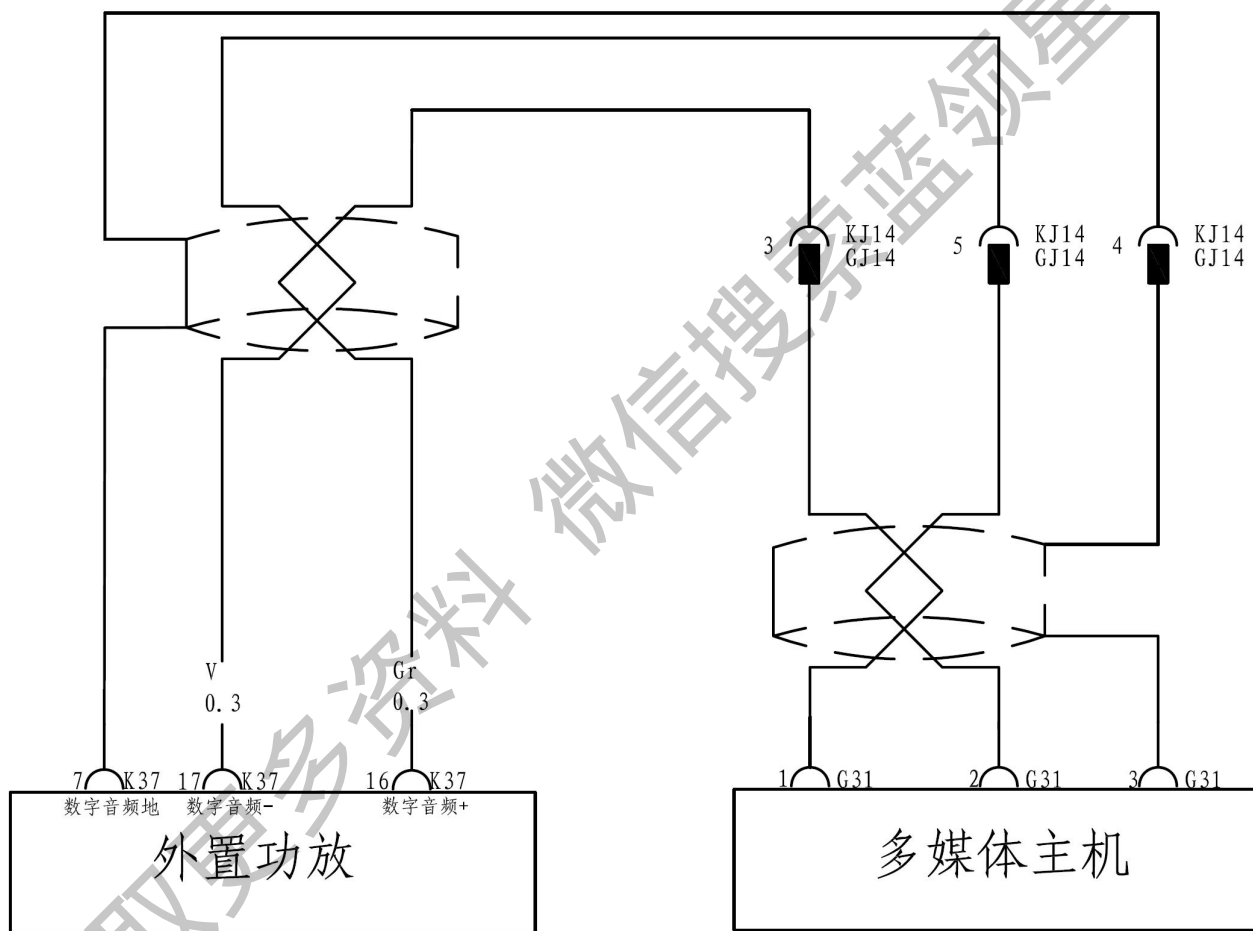 3
KJ14
GJ14
5
KJ14
GJ14
4
KJ14
GJ14
V
0.3
Gr
0.3
7 K37
17 K37
16 K37
1 G31
2 G31
3 G31
数字音频地
数字音频-
数字音频+
外置功放
多媒体主机
取更多资料 微信搜索蓝领星